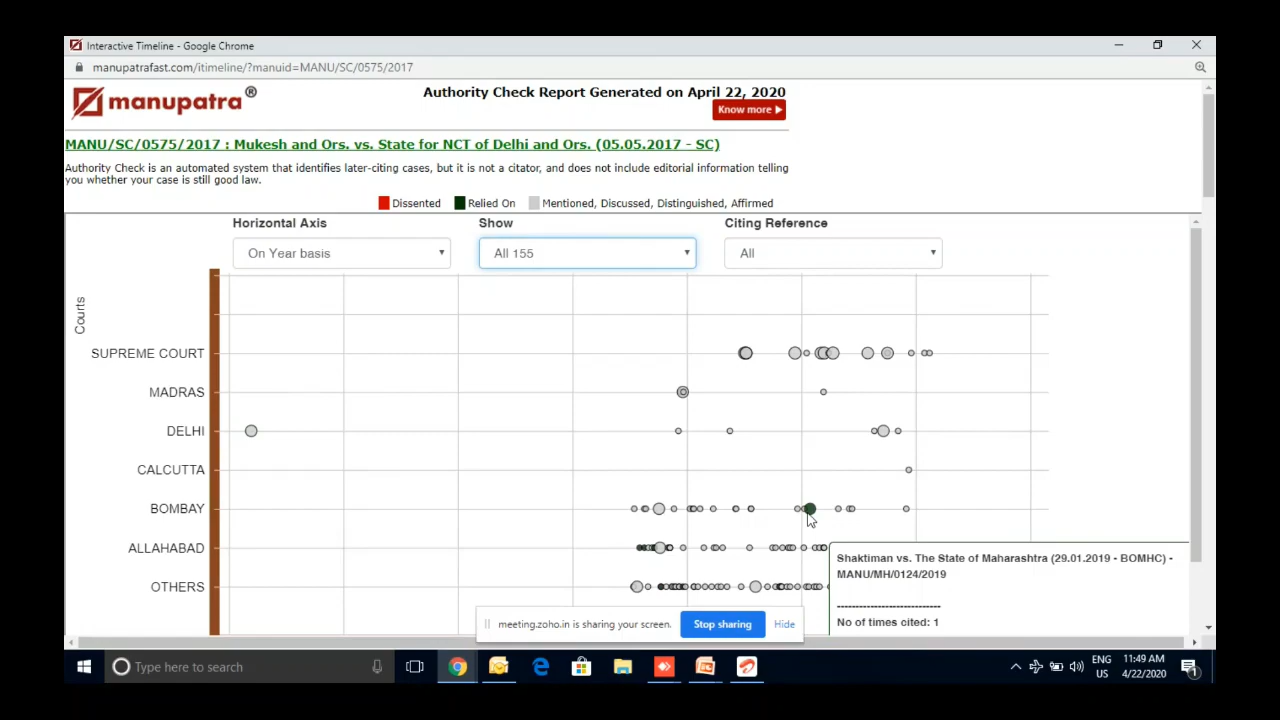 Interactive Timeline - Google Chrome
manupatrafast.com/itimeline/?manuid=MANU/SC/0575/2017
manupatra®
Authority Check Report Generated on April 22, 2020
Know more
MANU/SC/0575/2017 : Mukesh and Ors. vs. State for NCT of Delhi and Ors. (05.05.2017 - SC)
Authority Check is an automated system that identifies later-citing cases, but it is not a citator, and does not include editorial information telling
you whether your case is still good law.
Dissented Relied On Mentioned, Discussed, Distinguished, Affirmed
Horizontal Axis Show Citing Reference
On Year basis All 155 All
Courts
SUPREME COURT
MADRAS
DELHI
CALCUTTA
BOMBAY
ALLAHABAD
OTHERS
Shaktiman vs. The State of Maharashtra (29.01.2019 - BOMHC) -
MANU/MH/0124/2019
---------------------------
No of times cited: 1
meeting.zoho.in is sharing your screen. Stop sharing Hide
Type here to search
ENG
US
11:49 AM
4/22/2020
1